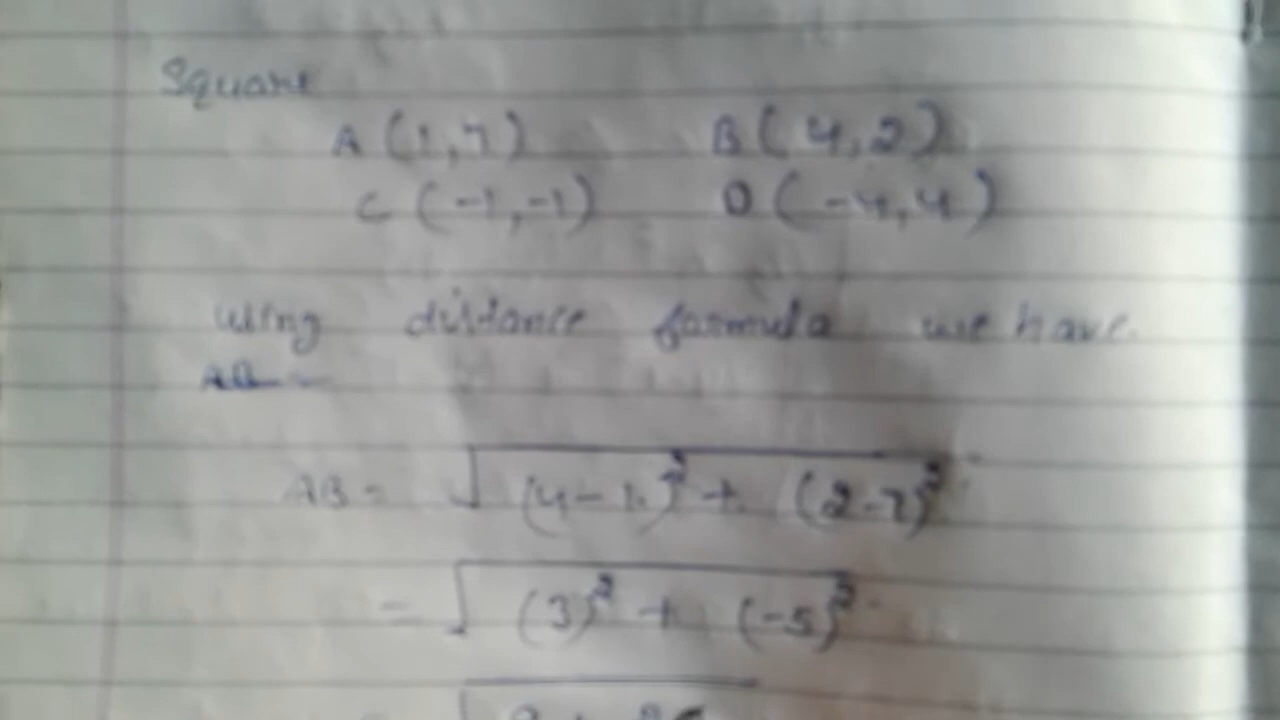 Square
A (1,7) B (4,2)
C (-1,-1) D (-4,4)
using distance formula we have.
AB =
AB = √(4-1)² + (2-7)²
= √(3)² + (-5)²